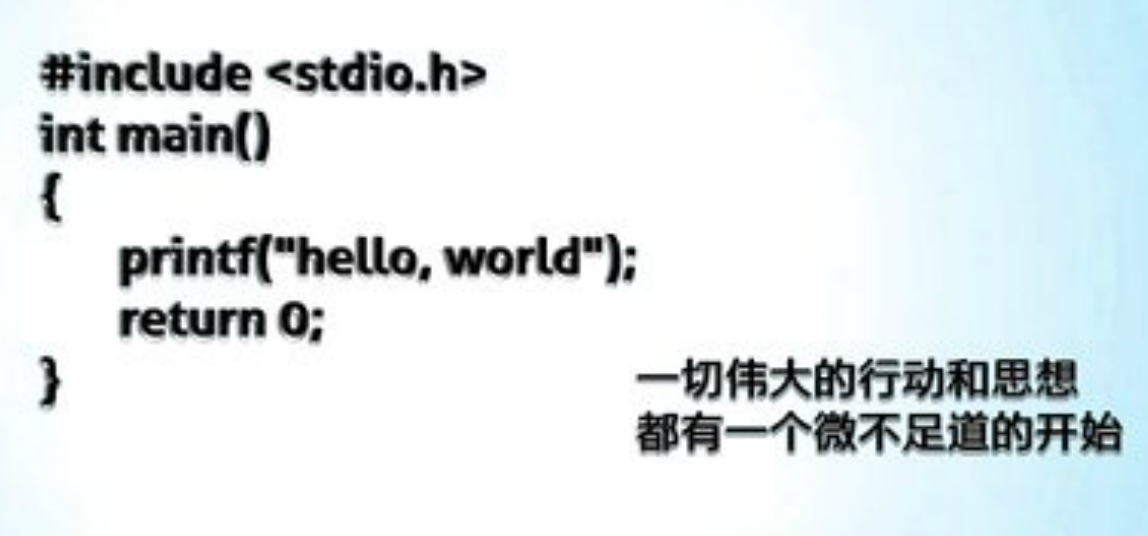 #include <stdio.h>
int main()
{
printf("hello, world");
return 0;
}
一切伟大的行动和思想
都有一个微不足道的开始